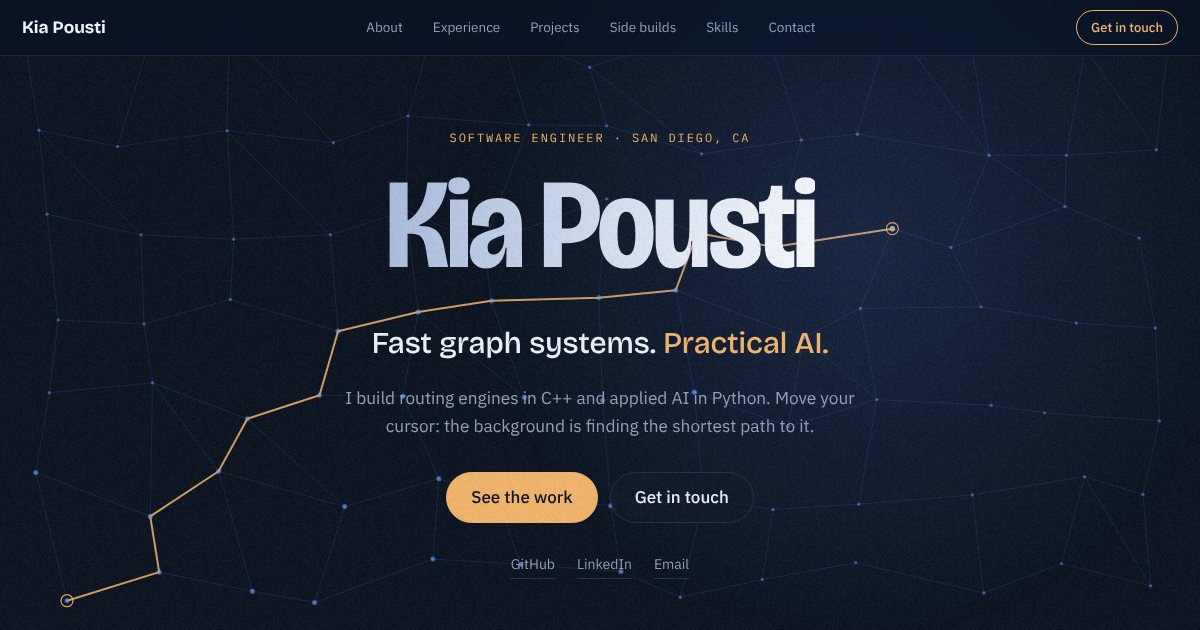 Kia Pousti
About
Experience
Projects
Side builds
Skills
Contact
Get in touch
SOFTWARE ENGINEER · SAN DIEGO, CA
Kia Pousti
Fast graph systems. Practical AI.
I build routing engines in C++ and applied AI in Python. Move your
cursor: the background is finding the shortest path to it.
See the work
Get in touch
GitHub
LinkedIn
Email